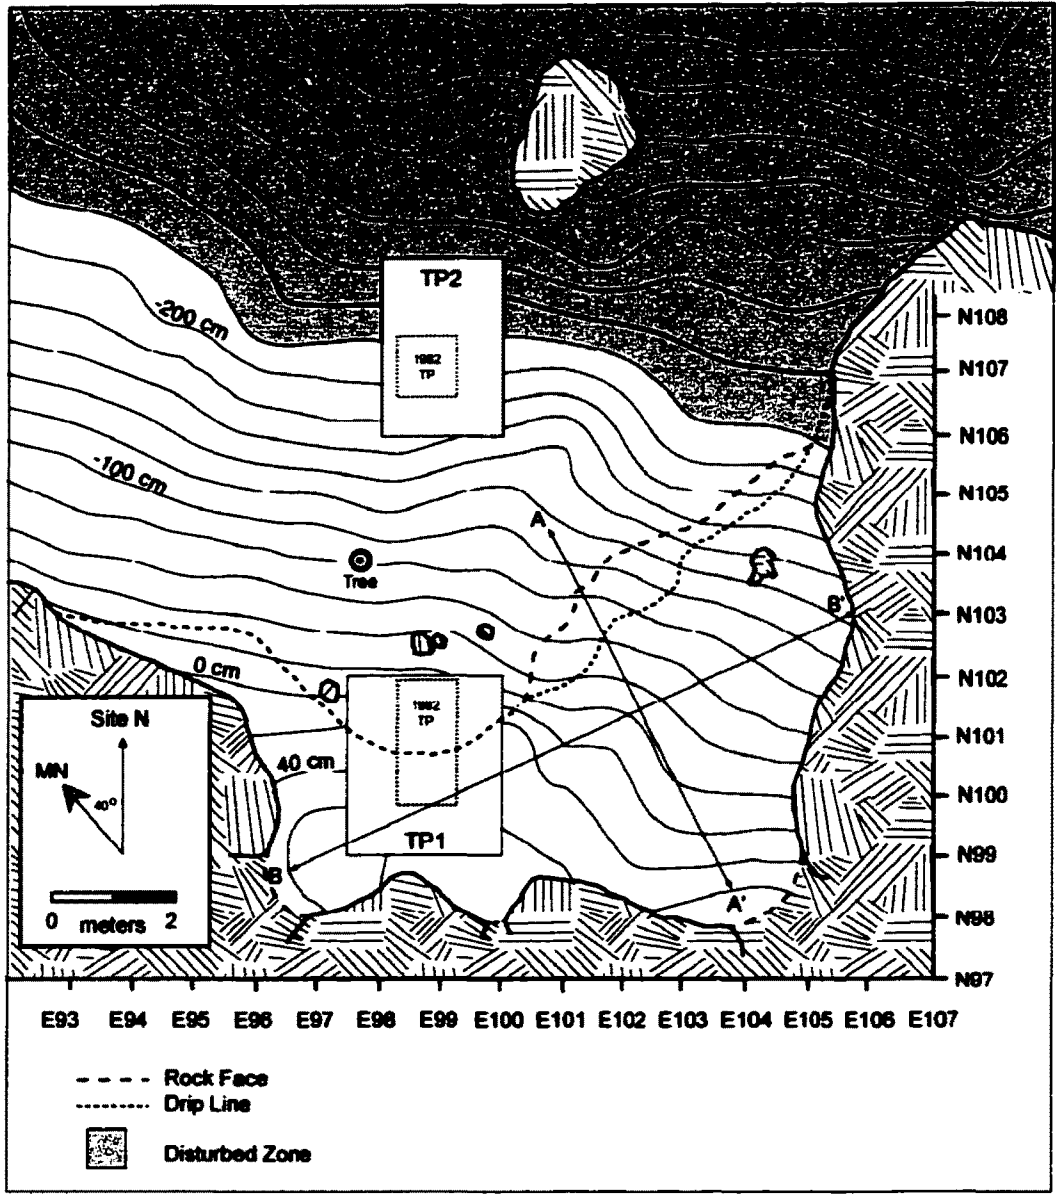 TP2
1982
TP
-200 cm
-100 cm
N108
N107
N106
N105
N104
N103
N102
N101
N100
N99
N98
N97
A
Tree
B'
0 cm
1982
TP
40 cm
TP1
B
A'
Site N
MN
40°
0 meters 2
E93 E94 E95 E96 E97 E98 E99 E100 E101 E102 E103 E104 E105 E106 E107
Rock Face
Drip Line
Disturbed Zone